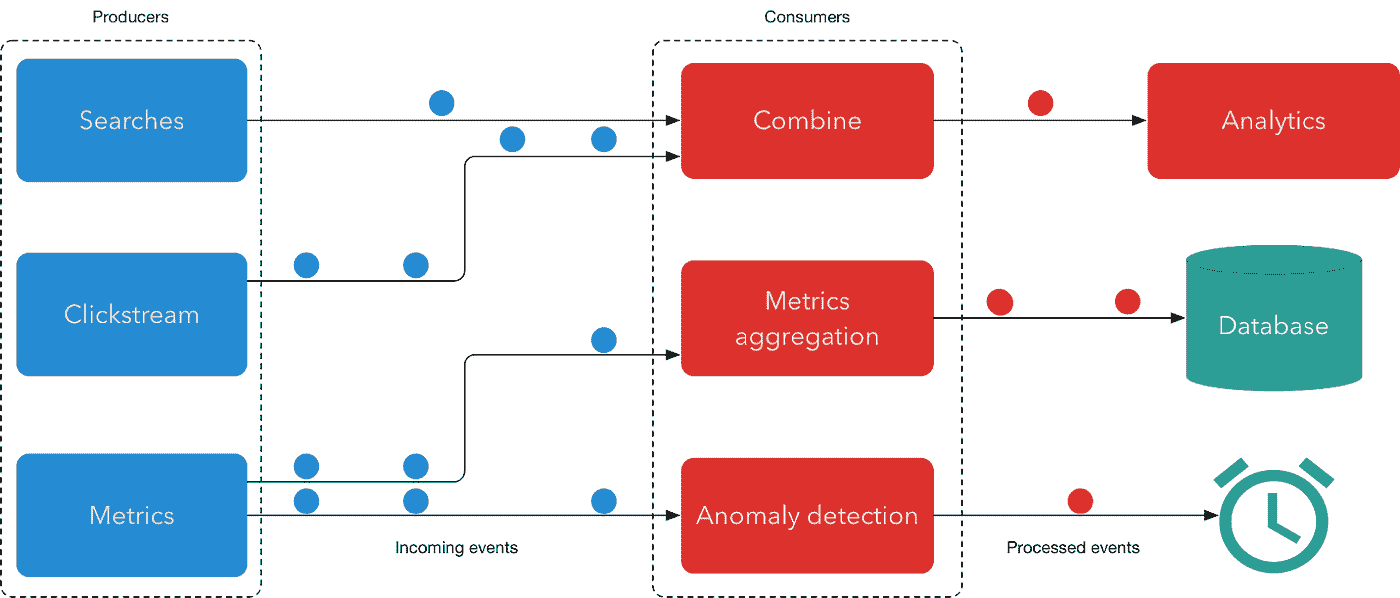 Producers
Consumers
Searches
Combine
Analytics
Clickstream
Metrics
aggregation
Database
Metrics
Anomaly detection
Incoming events
Processed events